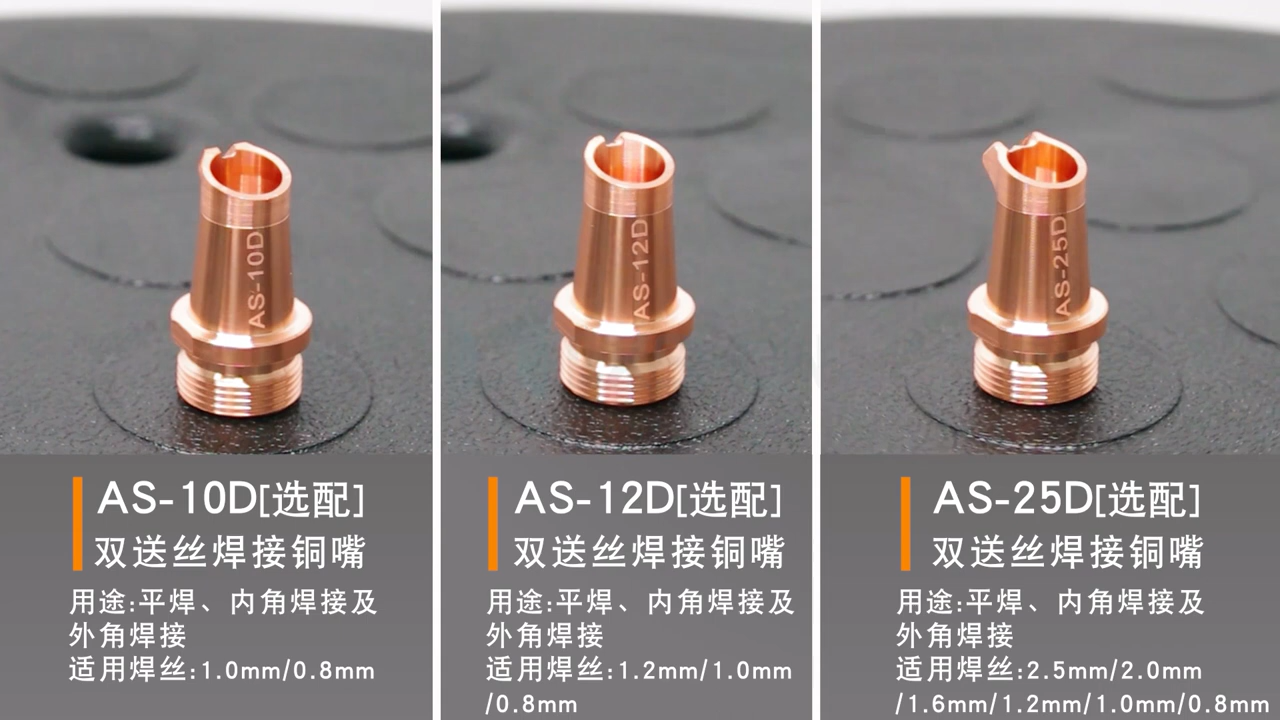 AS-10D
AS-10D[选配]
双送丝焊接铜嘴
用途:平焊、内角焊接及
外角焊接
适用焊丝:1.0mm/0.8mm
AS-12D
AS-12D[选配]
双送丝焊接铜嘴
用途:平焊、内角焊接及
外角焊接
适用焊丝:1.2mm/1.0mm
/0.8mm
AS-25D
AS-25D[选配]
双送丝焊接铜嘴
用途:平焊、内角焊接及
外角焊接
适用焊丝:2.5mm/2.0mm
/1.6mm/1.2mm/1.0mm/0.8mm